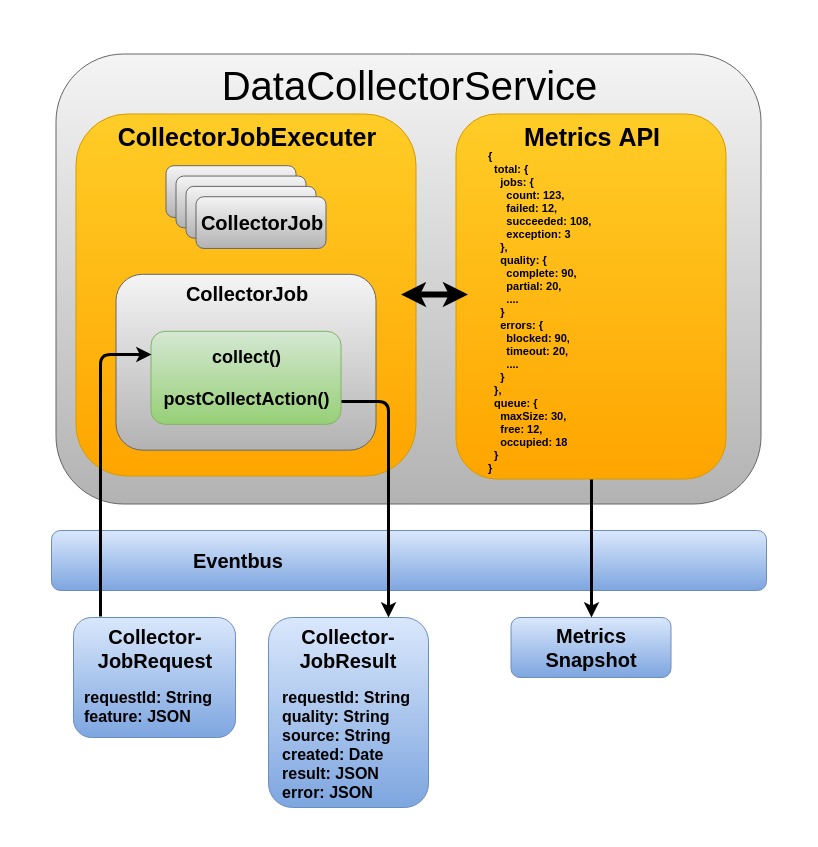 DataCollectorService
CollectorJobExecuter
CollectorJob
CollectorJob
collect()
postCollectAction()
Metrics API
{
total: {
jobs: {
count: 123,
failed: 12,
succeeded: 108,
exception: 3
},
quality: {
complete: 90,
partial: 20,
....
}
errors: {
blocked: 90,
timeout: 20,
....
}
},
queue: {
maxSize: 30,
free: 12,
occupied: 18
}
}
Eventbus
Collector-
JobRequest
requestId: String
feature: JSON
Collector-
JobResult
requestId: String
quality: String
source: String
created: Date
result: JSON
error: JSON
Metrics
Snapshot